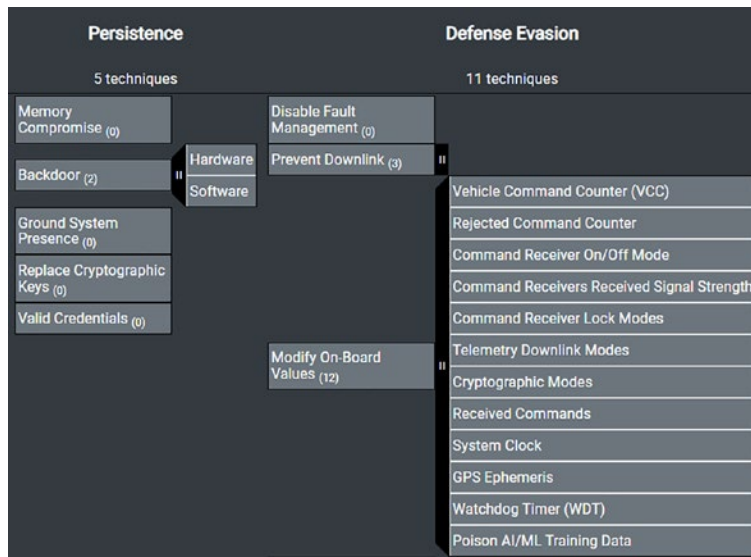 Persistence
5 techniques
Memory
Compromise (0)
Backdoor (2)
Hardware
Software
Ground System
Presence (0)
Replace Cryptographic
Keys (0)
Valid Credentials (0)
Defense Evasion
11 techniques
Disable Fault
Management (0)
Prevent Downlink (3)
Modify On-Board
Values (12)
Vehicle Command Counter (VCC)
Rejected Command Counter
Command Receiver On/Off Mode
Command Receivers Received Signal Strength
Command Receiver Lock Modes
Telemetry Downlink Modes
Cryptographic Modes
Received Commands
System Clock
GPS Ephemeris
Watchdog Timer (WDT)
Poison AI/ML Training Data